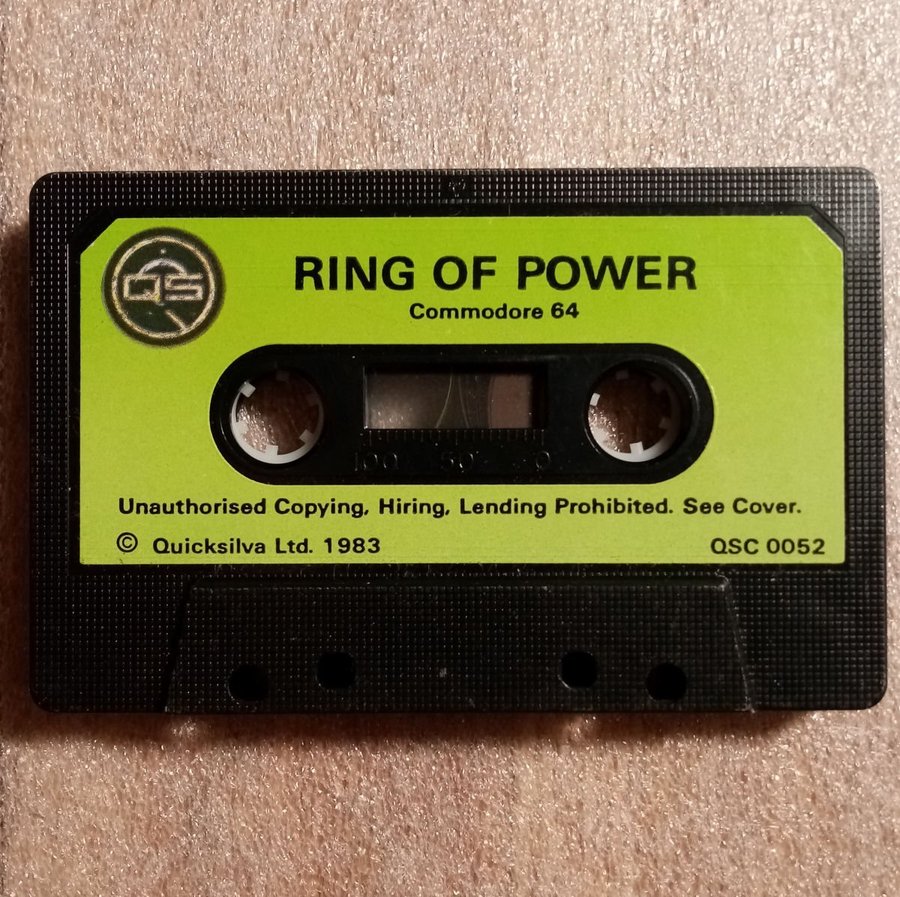 QS
RING OF POWER
Commodore 64
100 50 0
Unauthorised Copying, Hiring, Lending Prohibited. See Cover.
© Quicksilva Ltd. 1983 QSC 0052